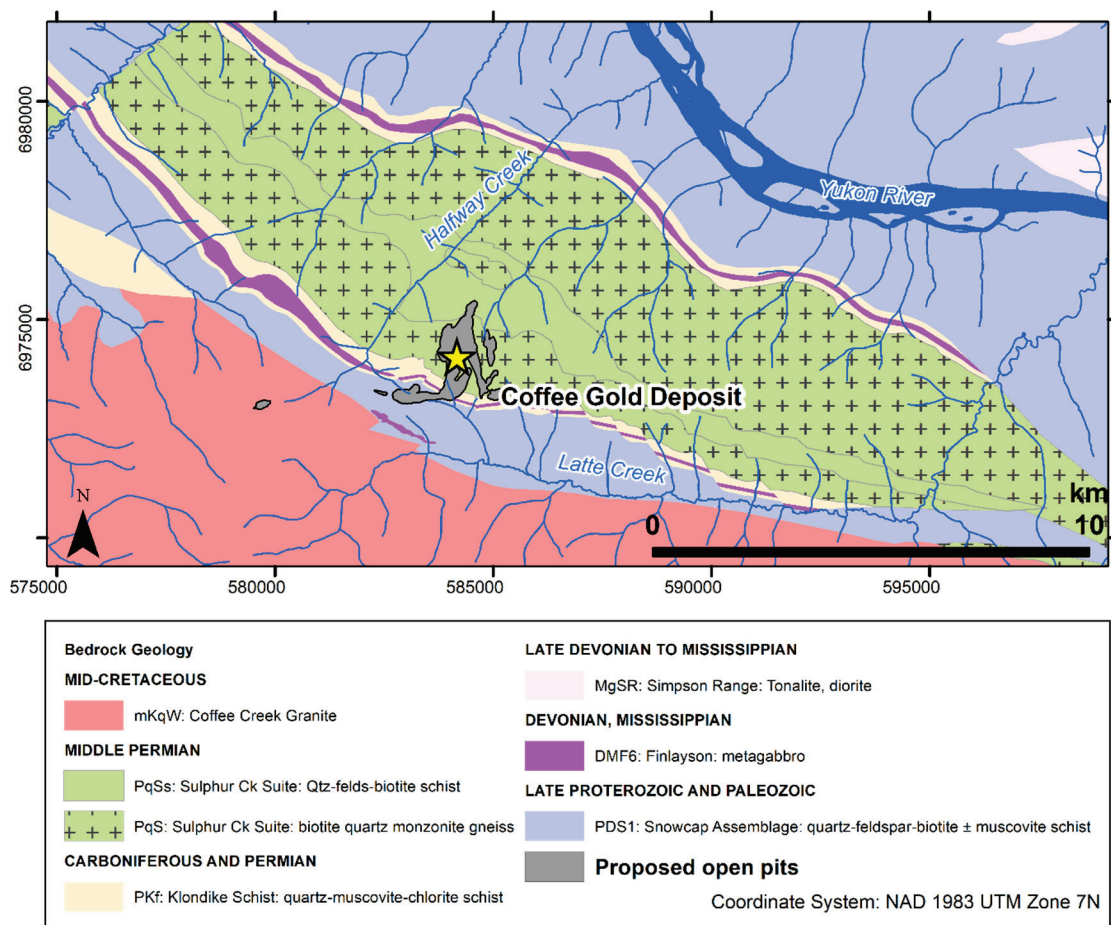 6980000
6975000
Halfway Creek
Yukon River
Coffee Gold Deposit
Latte Creek
N
km
0
10
575000
580000
585000
590000
595000
Bedrock Geology
MID-CRETACEOUS
mKqW: Coffee Creek Granite
MIDDLE PERMIAN
PqSs: Sulphur Ck Suite: Qtz-felds-biotite schist
PqS: Sulphur Ck Suite: biotite quartz monzonite gneiss
CARBONIFEROUS AND PERMIAN
PKf: Klondike Schist: quartz-muscovite-chlorite schist
LATE DEVONIAN TO MISSISSIPPIAN
MgSR: Simpson Range: Tonalite, diorite
DEVONIAN, MISSISSIPPIAN
DMF6: Finlayson: metagabbro
LATE PROTEROZOIC AND PALEOZOIC
PDS1: Snowcap Assemblage: quartz-feldspar-biotite ± muscovite schist
Proposed open pits
Coordinate System: NAD 1983 UTM Zone 7N